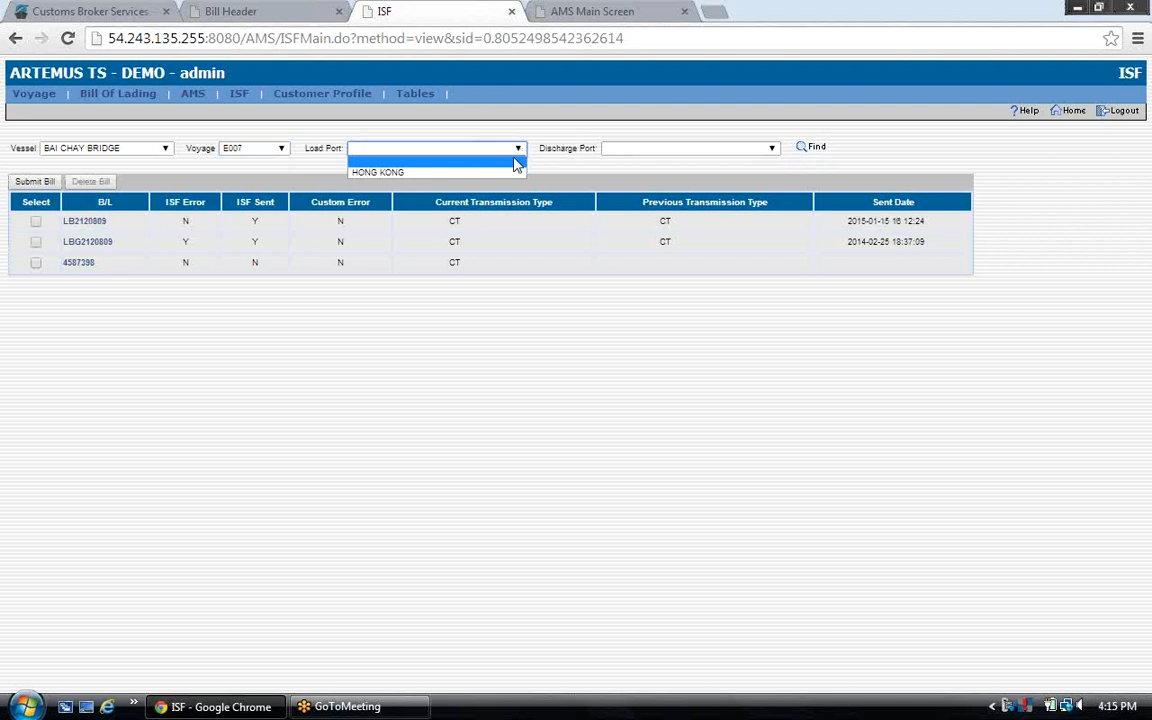 Customs Broker Services
Bill Header
ISF
AMS Main Screen
54.243.135.255:8080/AMS/ISFMain.do?method=view&sid=0.8052498542362614
ARTEMUS TS - DEMO - admin
ISF
Voyage | Bill Of Lading | AMS | ISF | Customer Profile | Tables |
?Help Home Logout
Vessel BAI CHAY BRIDGE Voyage E007 Load Port: Discharge Port: Find
HONG KONG
Submit Bill Delete Bill
Select B/L ISF Error ISF Sent Custom Error Current Transmission Type Previous Transmission Type Sent Date
LB2120809 N Y N CT CT 2015-01-15 16 12:24
LBG2120809 Y Y N CT CT 2014-02-25 18:37:09
4587398 N N N CT
ISF - Google Chrome
GoToMeeting
4:15 PM